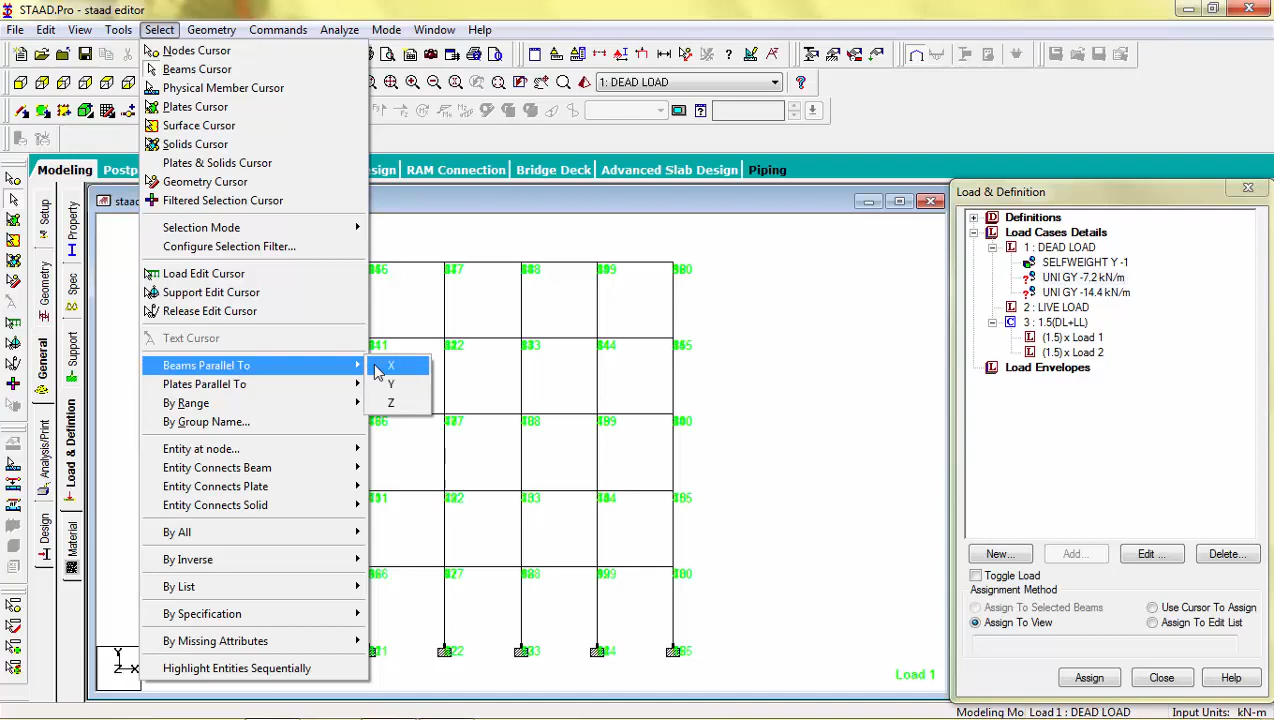 STAAD.Pro - staad editor
File Edit View Tools Select Geometry Commands Analyze Mode Window Help
1: DEAD LOAD
Modeling Postp sign RAM Connection Bridge Deck Advanced Slab Design Piping
Nodes Cursor
Beams Cursor
Physical Member Cursor
Plates Cursor
Surface Cursor
Solids Cursor
Plates & Solids Cursor
Geometry Cursor
Filtered Selection Cursor
Selection Mode
Configure Selection Filter...
Load Edit Cursor
Support Edit Cursor
Release Edit Cursor
Text Cursor
Beams Parallel To
Plates Parallel To
By Range
By Group Name...
Entity at node...
Entity Connects Beam
Entity Connects Plate
Entity Connects Solid
By All
By Inverse
By List
By Specification
By Missing Attributes
Highlight Entities Sequentially
X
Y
Z
Setup
Geometry
General
Analysis/Print
Design
Property
Spec
Support
Load & Definition
Material
staa
Y
Z X
Load 1
Load & Definition
Definitions
Load Cases Details
1 : DEAD LOAD
SELFWEIGHT Y -1
UNI GY -7.2 kN/m
UNI GY -14.4 kN/m
2 : LIVE LOAD
3 : 1.5(DL+LL)
(1.5) x Load 1
(1.5) x Load 2
Load Envelopes
New... Add... Edit ... Delete...
Toggle Load
Assignment Method
Assign To Selected Beams Use Cursor To Assign
Assign To View Assign To Edit List
Assign Close Help
Modeling Mo Load 1 : DEAD LOAD Input Units: kN-m